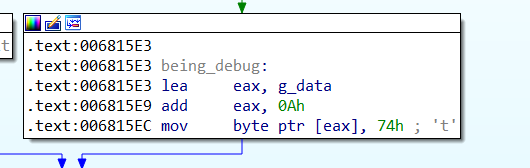 t
.text:006815E3
.text:006815E3 being_debug:
.text:006815E3 lea     eax, g_data
.text:006815E9 add     eax, 0Ah
.text:006815EC mov     byte ptr [eax], 74h ; 't'